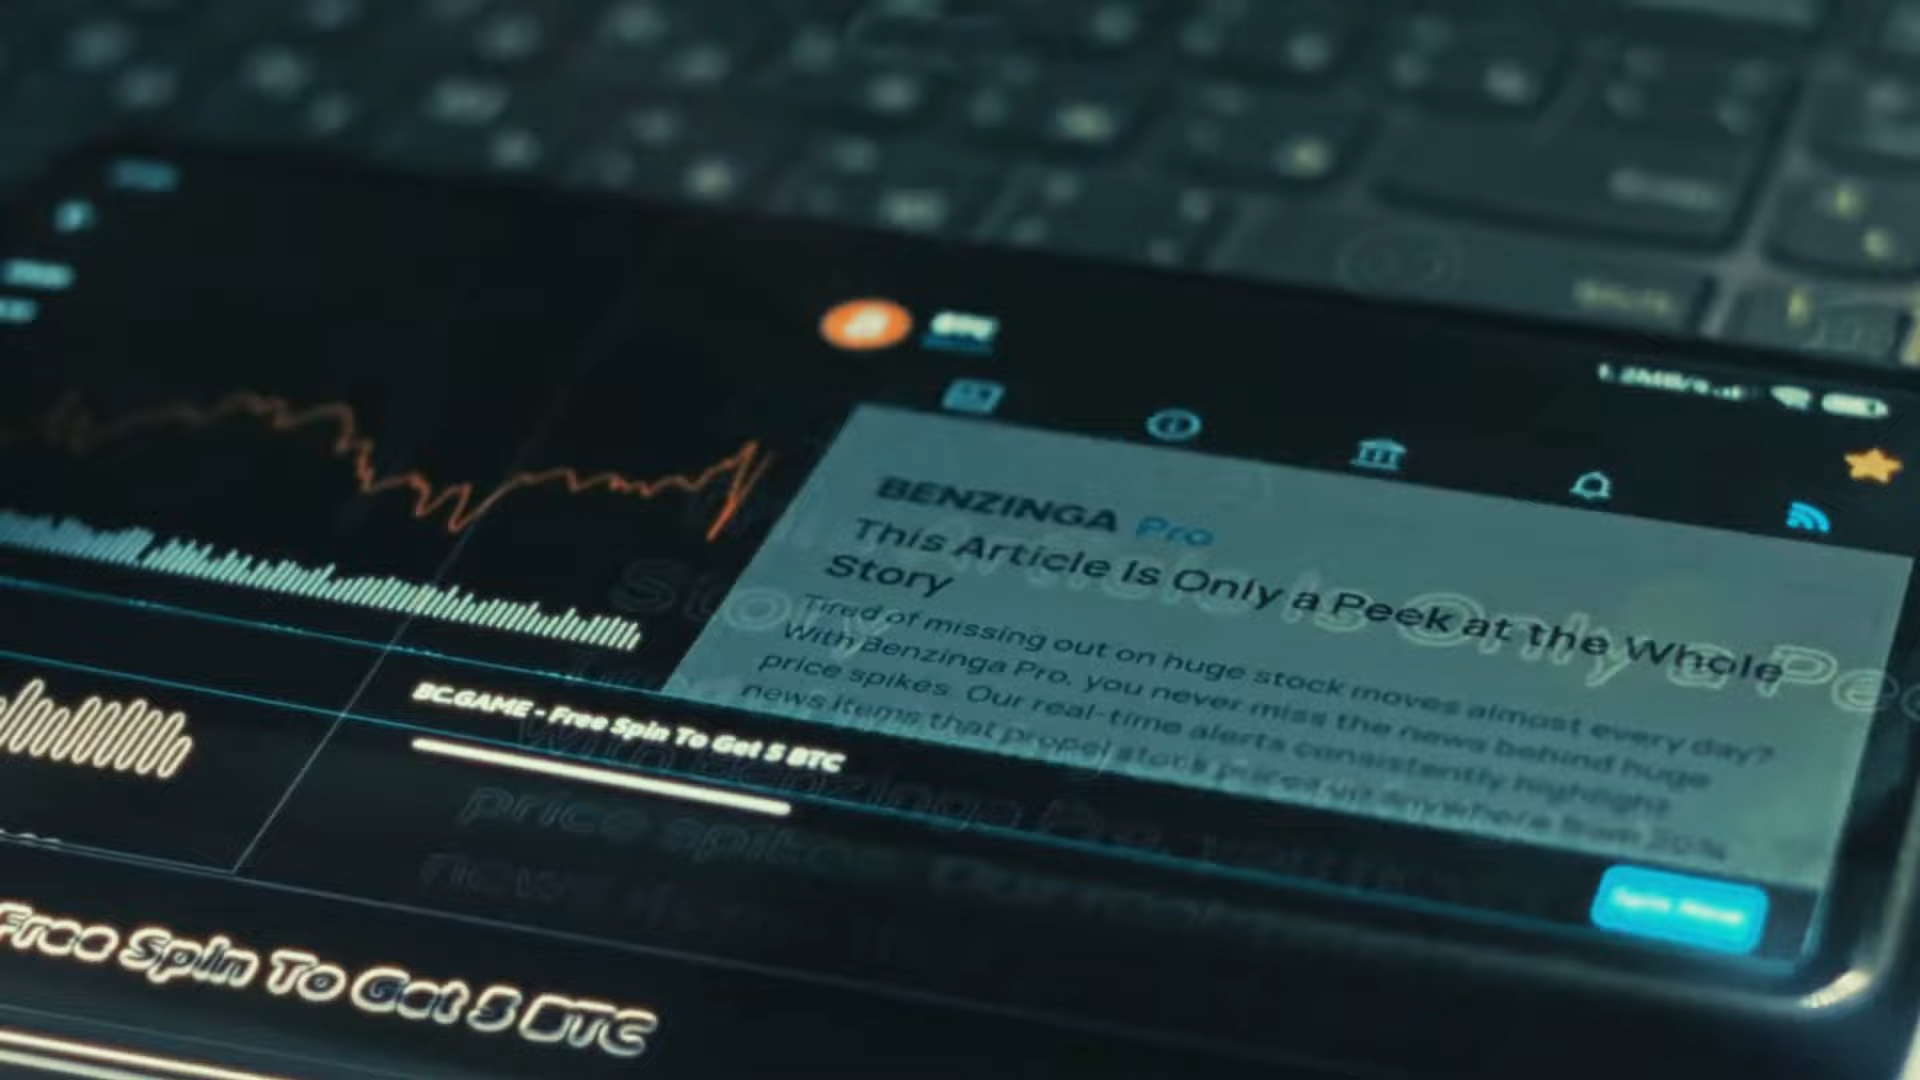 BTC
BENZINGA Pro
This Article Is Only a Peek at the Whole
Story
Tired of missing out on huge stock moves almost every day?
With Benzinga Pro, you never miss the news behind huge
price spikes. Our real-time alerts consistently highlight
news items that propel stock prices up anywhere from 20%
BC.GAME - Free Spin To Get 5 BTC
Free Spin To Get 5 BTC